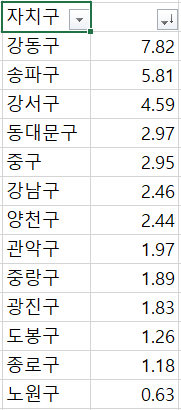 자치구
강동구 7.82
송파구 5.81
강서구 4.59
동대문구 2.97
중구 2.95
강남구 2.46
양천구 2.44
관악구 1.97
중랑구 1.89
광진구 1.83
도봉구 1.26
종로구 1.18
노원구 0.63